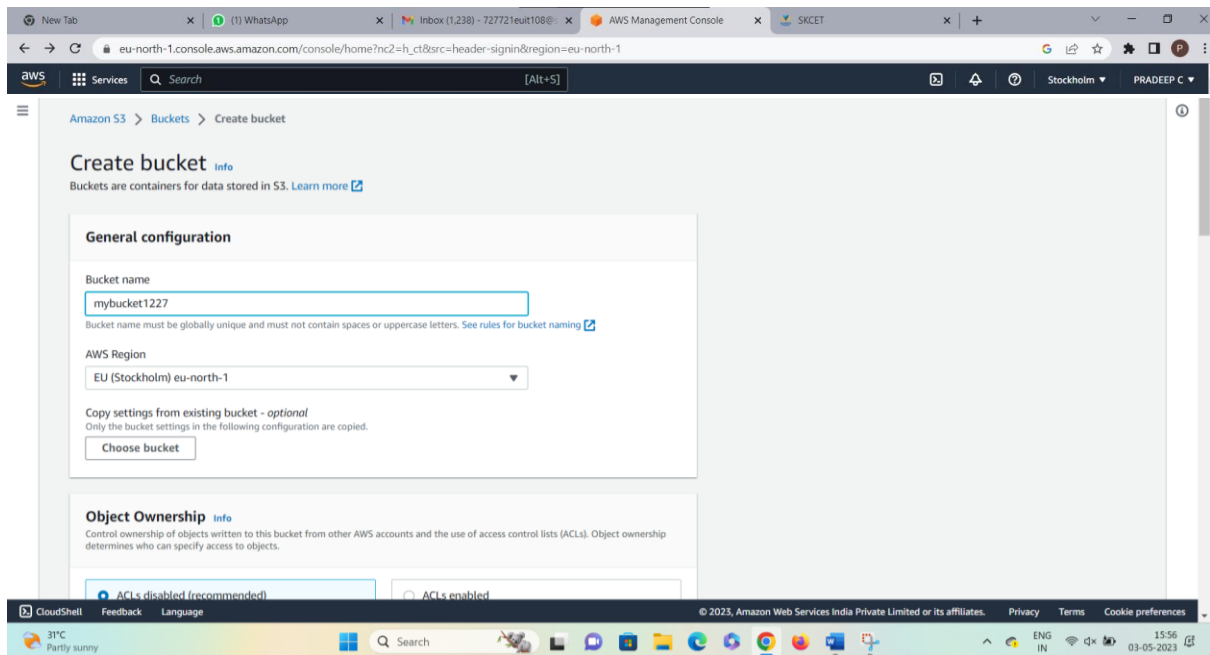 New Tab
(1) WhatsApp
Inbox (1,238) - 727721euit108@s
AWS Management Console
SKCET
eu-north-1.console.aws.amazon.com/console/home?nc2=h_ct&src=header-signin&region=eu-north-1
G
P
aws
Services
Search
[Alt+S]
Stockholm
PRADEEP C
Amazon S3 > Buckets > Create bucket
Create bucket Info
Buckets are containers for data stored in S3. Learn more
General configuration
Bucket name
mybucket1227
Bucket name must be globally unique and must not contain spaces or uppercase letters. See rules for bucket naming
AWS Region
EU (Stockholm) eu-north-1
Copy settings from existing bucket - optional
Only the bucket settings in the following configuration are copied.
Choose bucket
Object Ownership Info
Control ownership of objects written to this bucket from other AWS accounts and the use of access control lists (ACLs). Object ownership
determines who can specify access to objects.
ACLs disabled (recommended)
ACLs enabled
CloudShell
Feedback
Language
© 2023, Amazon Web Services India Private Limited or its affiliates.
Privacy
Terms
Cookie preferences
31°C
Partly sunny
Search
ENG
IN
15:56
03-05-2023